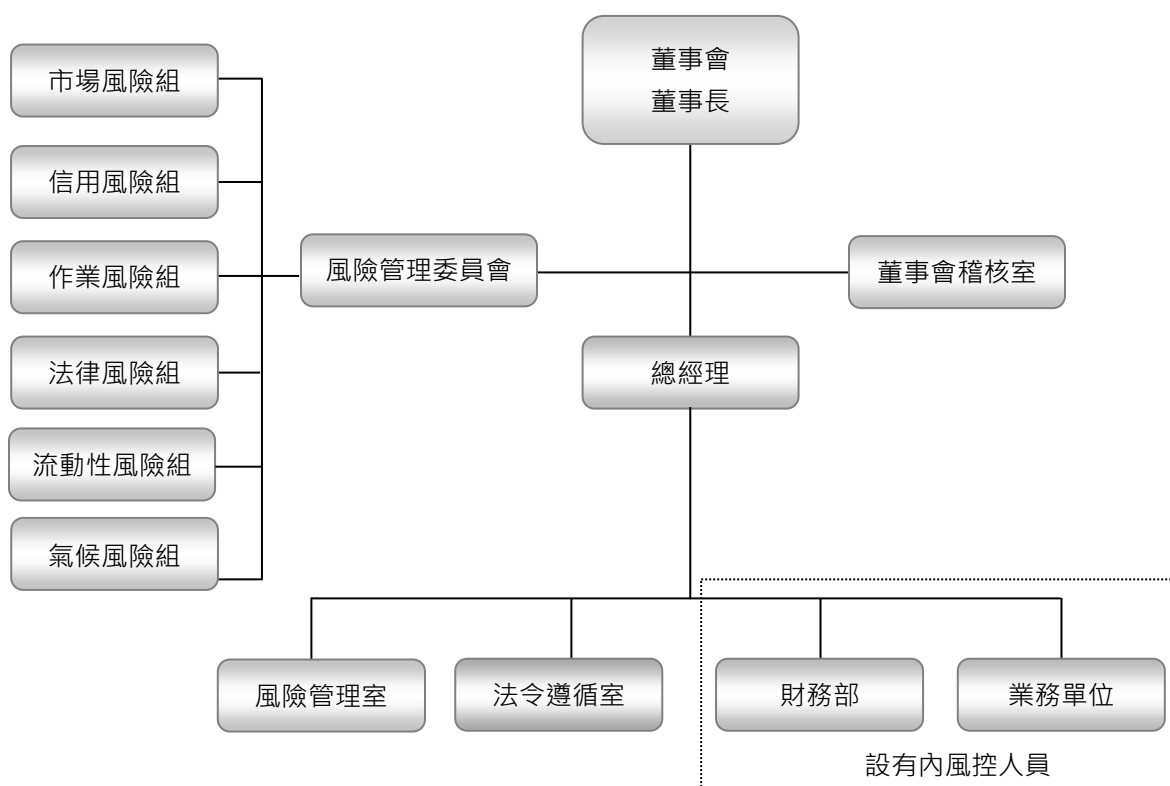 董事會
董事長
市場風險組
信用風險組
作業風險組
法律風險組
流動性風險組
氣候風險組
風險管理委員會
董事會稽核室
總經理
風險管理室
法令遵循室
財務部
業務單位
設有內風控人員